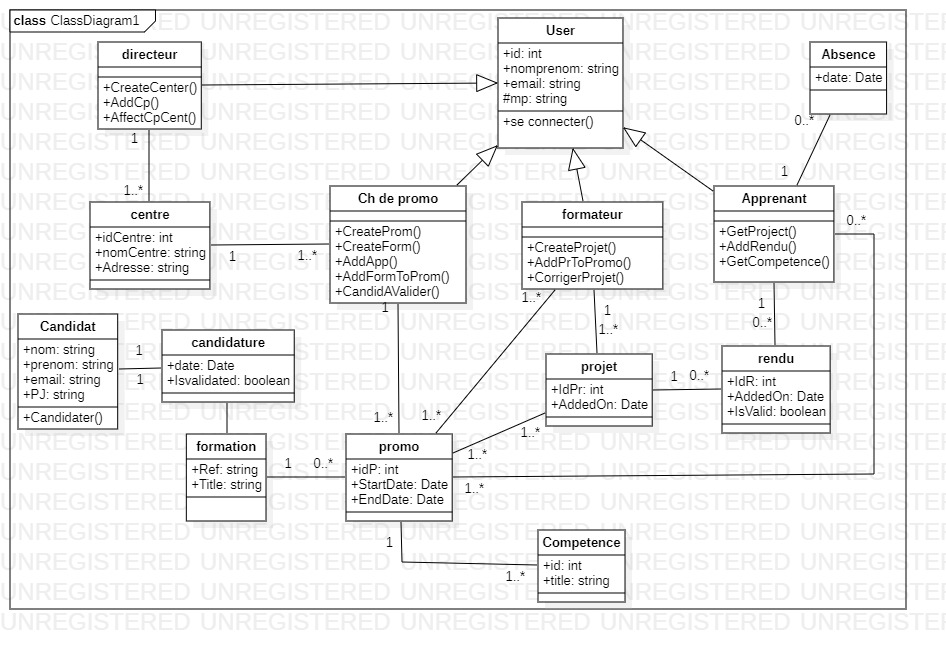 class ClassDiagram1
UNREGISTERED
User
+id: int
+nomprenom: string
+email: string
#mp: string
+se connecter()
directeur
+CreateCenter()
+AddCp()
+AffectCpCent()
Absence
+date: Date
1
1..*
0..*
1
centre
+idCentre: int
+nomCentre: string
+Adresse: string
1
1..*
Ch de promo
+CreateProm()
+CreateForm()
+AddApp()
+AddFormToProm()
+CandidAValider()
formateur
+CreateProjet()
+AddPrToPromo()
+CorrigerProjet()
Apprenant
+GetProject()
+AddRendu()
+GetCompetence()
0..*
1
1..*
1
1..*
1
0..*
Candidat
+nom: string
+prenom: string
+email: string
+PJ: string
+Candidater()
1
1
candidature
+date: Date
+Isvalidated: boolean
projet
+IdPr: int
+AddedOn: Date
1
0..*
rendu
+IdR: int
+AddedOn: Date
+IsValid: boolean
1..*
1..*
1..*
1..*
1..*
formation
+Ref: string
+Title: string
1
0..*
promo
+idP: int
+StartDate: Date
+EndDate: Date
1
1..*
Competence
+id: int
+title: string